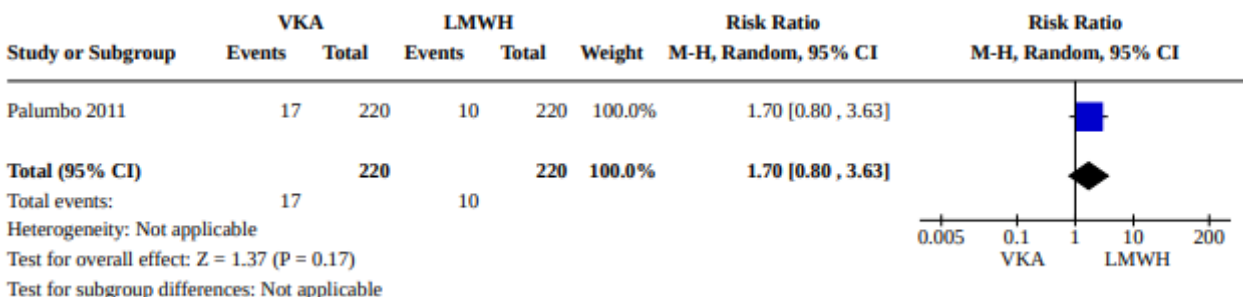 VKA LMWH Risk Ratio Risk Ratio
Study or Subgroup Events Total Events Total Weight M-H, Random, 95% CI M-H, Random, 95% CI
Palumbo 2011 17 220 10 220 100.0% 1.70 [0.80 , 3.63]
Total (95% CI) 220 220 100.0% 1.70 [0.80 , 3.63]
Total events: 17 10
Heterogeneity: Not applicable
0.005 0.1 1 10 200
Test for overall effect: Z = 1.37 (P = 0.17)
VKA LMWH
Test for subgroup differences: Not applicable